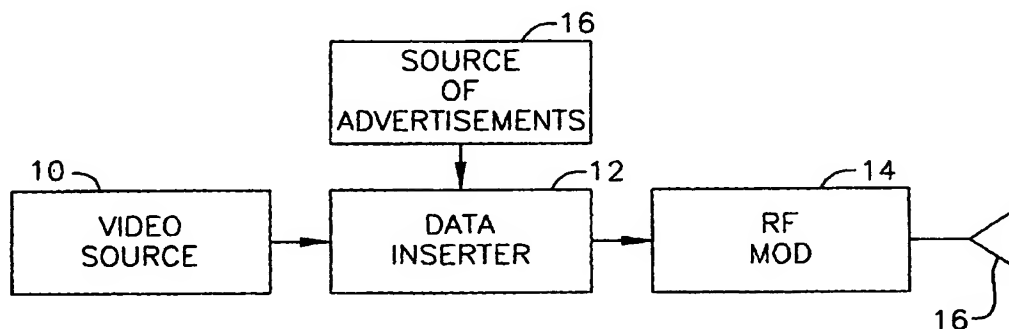 16
SOURCE
OF
ADVERTISEMENTS
10
VIDEO
SOURCE
12
DATA
INSERTER
14
RF
MOD
16